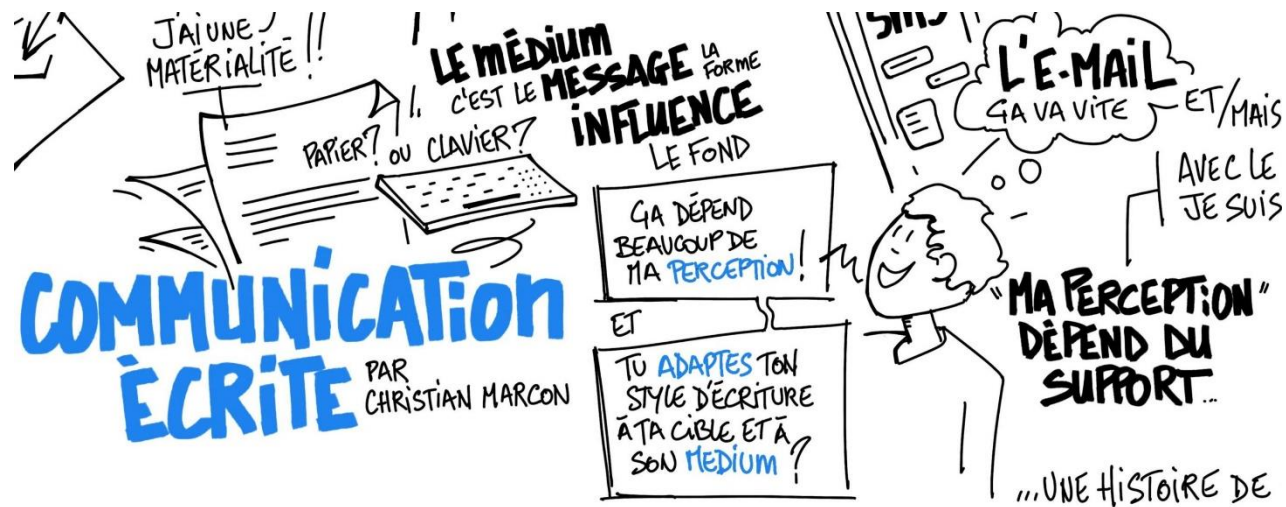 J'AI UNE
MATÉRIALITÉ !!
PAPIER ? OU CLAVIER ?
COMMUNICATION
ÈCRITE
PAR
CHRISTIAN MARCON
LE MÉDIUM
C'EST LE MESSAGE
LA
FORME
INFLUENCE
LE FOND
ÇA DÉPEND
BEAUCOUP DE
MA PERCEPTION !
ET
TU ADAPTES TON
STYLE D'ÉCRITURE
À TA CIBLE ET À
SON MEDIUM ?
SMS
L'E-MAIL
ÇA VA VITE
ET/MAIS
AVEC LE
JE SUIS
"MA PERCEPTION"
DÉPEND DU
SUPPORT...
...UNE HISTOIRE DE